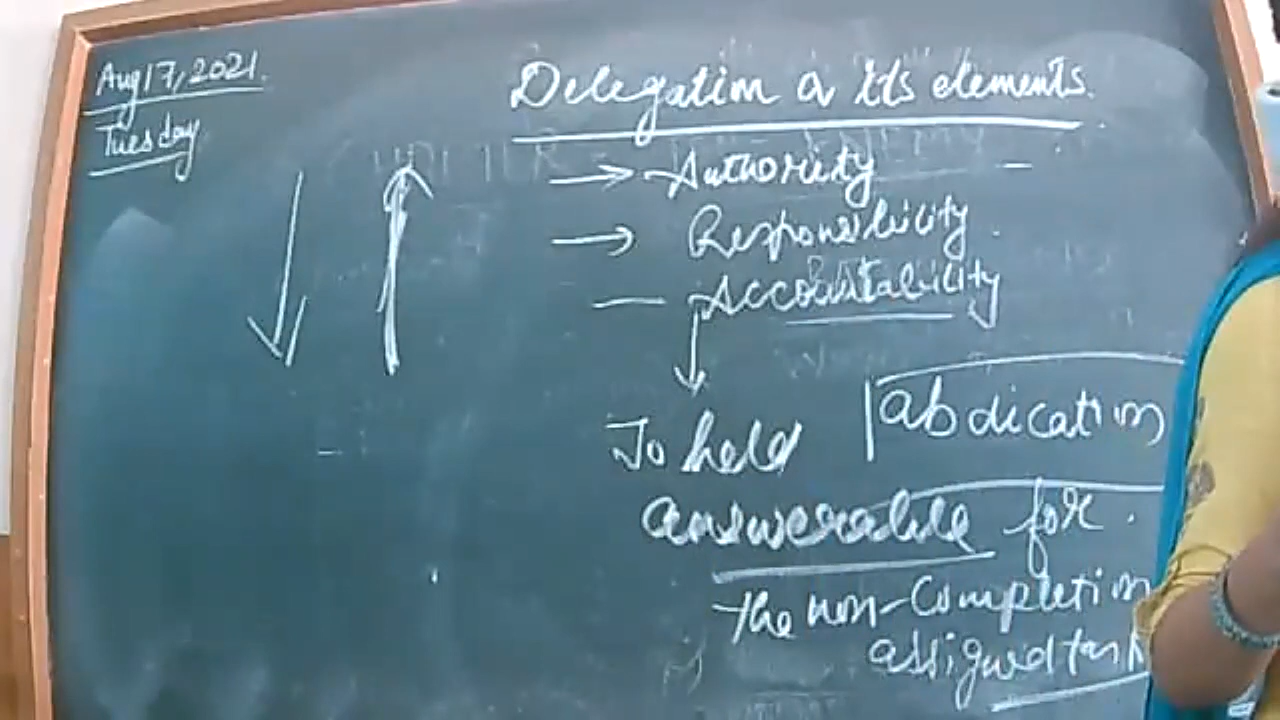 Aug 17, 2021.
Tuesday
Delegation & its elements.
→ Authority -
→ Responsibility.
— Accountability
↓
To held
abdication
answerable for.
the non-Completion
assigned task